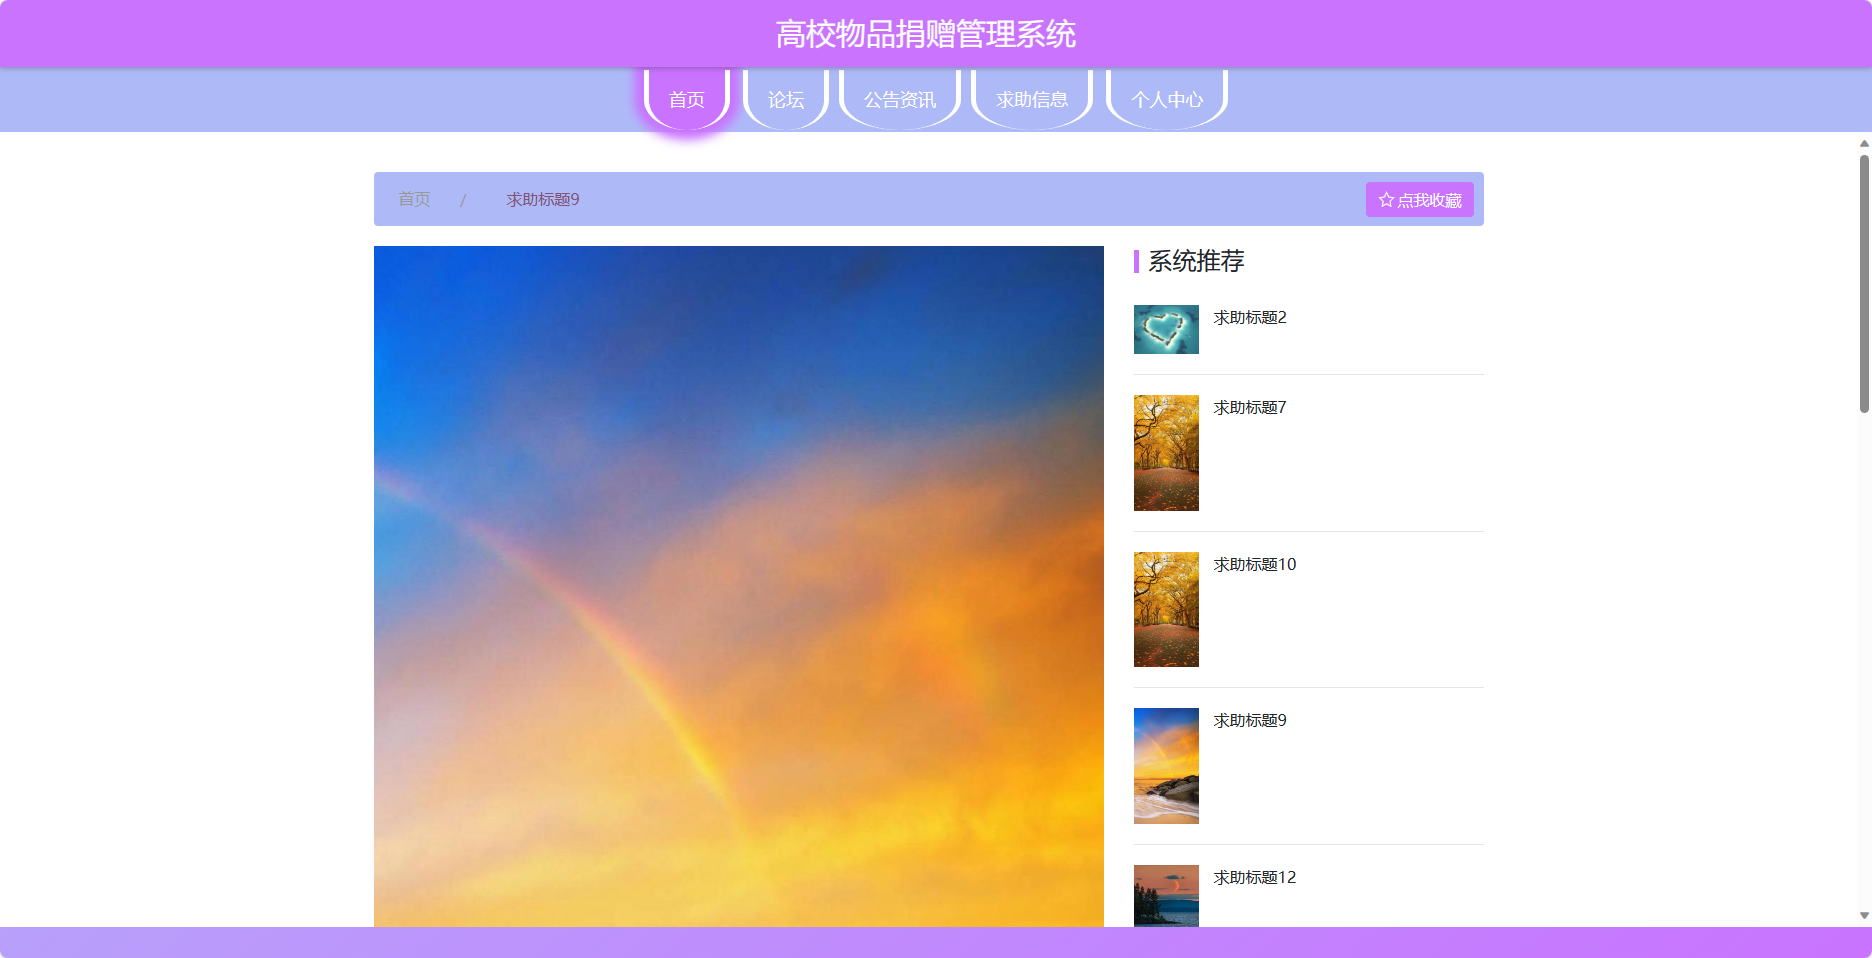 高校物品捐赠管理系统
首页
论坛
公告资讯
求助信息
个人中心
首页 / 求助标题9
点我收藏
系统推荐
求助标题2
求助标题7
求助标题10
求助标题9
求助标题12